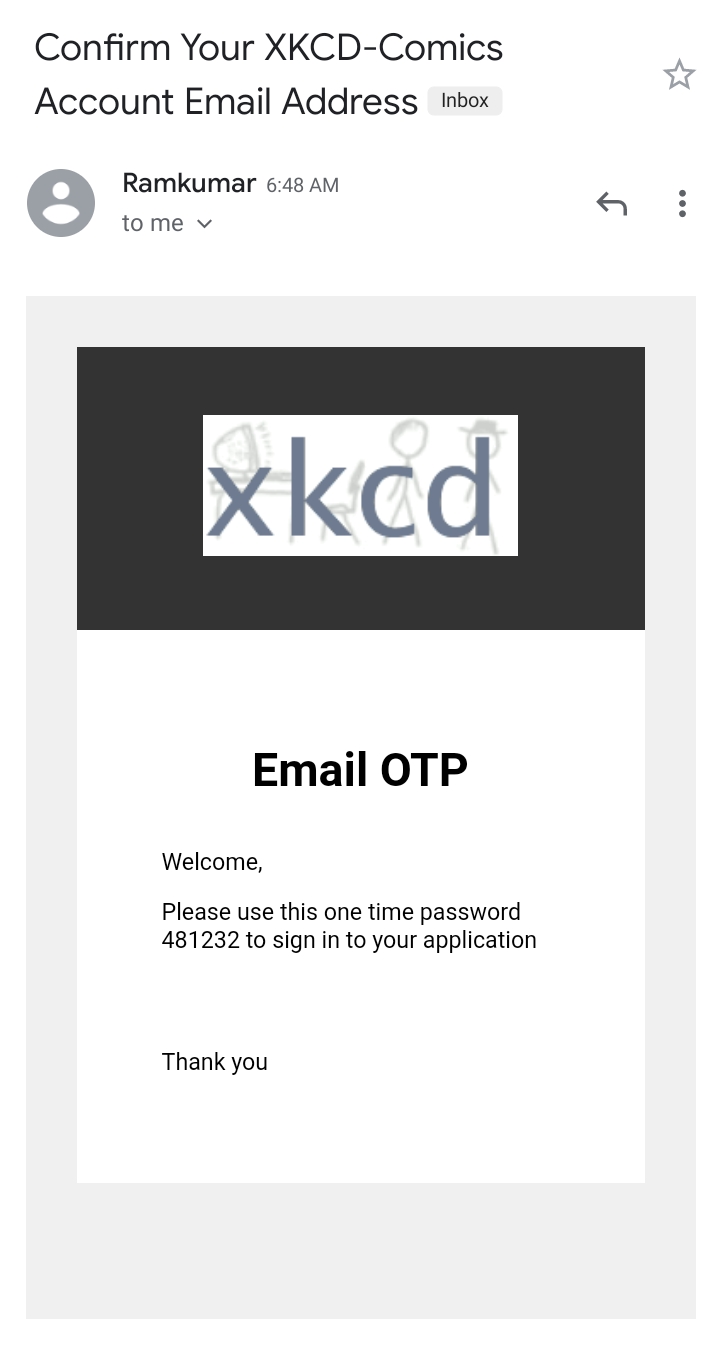 Confirm Your XKCD-Comics
Account Email Address Inbox
Ramkumar 6:48 AM
to me
xkcd
Email OTP
Welcome,
Please use this one time password
481232 to sign in to your application
Thank you